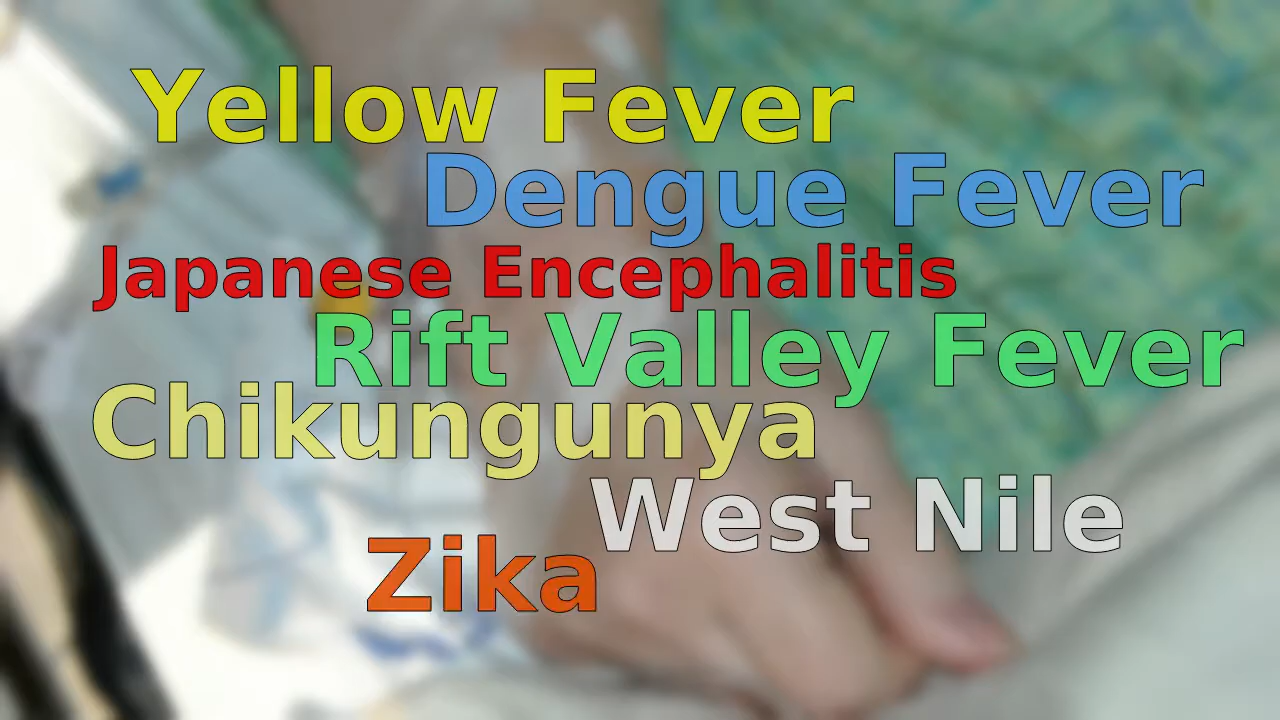 Yellow Fever
Dengue Fever
Japanese Encephalitis
Rift Valley Fever
Chikungunya
West Nile
Zika